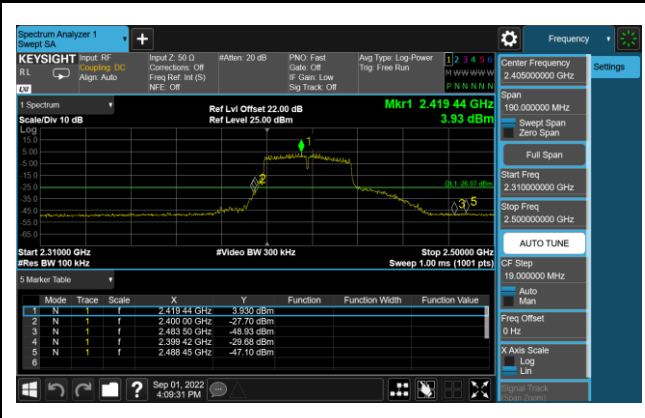 Spectrum Analyzer 1
Swept SA
Frequency
KEYSIGHT
RL
LXI
Input: RF
Coupling: DC
Align: Auto
Input Z: 50 Ω
Corrections: Off
Freq Ref: Int (S)
NFE: Off
#Atten: 20 dB
PNO: Fast
Gate: Off
IF Gain: Low
Sig Track: Off
Avg Type: Log-Power
Trig: Free Run
1 2 3 4 5 6
M W W W W W
P N N N N N
1 Spectrum
Scale/Div 10 dB
Ref Lvl Offset 22.00 dB
Ref Level 25.00 dBm
Mkr1 2.419 44 GHz
3.93 dBm
Log
15.0
5.00
-5.00
-15.0
-25.0
-35.0
-45.0
-55.0
-65.0
1
2
3
5
DL1 -26.07 dBm
Start 2.31000 GHz
#Res BW 100 kHz
#Video BW 300 kHz
Stop 2.50000 GHz
Sweep 1.00 ms (1001 pts)
5 Marker Table
Mode Trace Scale X Y Function Function Width Function Value
1 N 1 f 2.419 44 GHz 3.930 dBm
2 N 1 f 2.400 00 GHz -27.70 dBm
3 N 1 f 2.483 50 GHz -48.93 dBm
4 N 1 f 2.399 42 GHz -29.68 dBm
5 N 1 f 2.488 45 GHz -47.10 dBm
6
Sep 01, 2022
4:09:31 PM
Center Frequency
2.405000000 GHz
Span
190.000000 MHz
Swept Span
Zero Span
Full Span
Start Freq
2.310000000 GHz
Stop Freq
2.500000000 GHz
AUTO TUNE
CF Step
19.000000 MHz
Auto
Man
Freq Offset
0 Hz
X Axis Scale
Log
Lin
Signal Track
(Span Zoom)
Settings